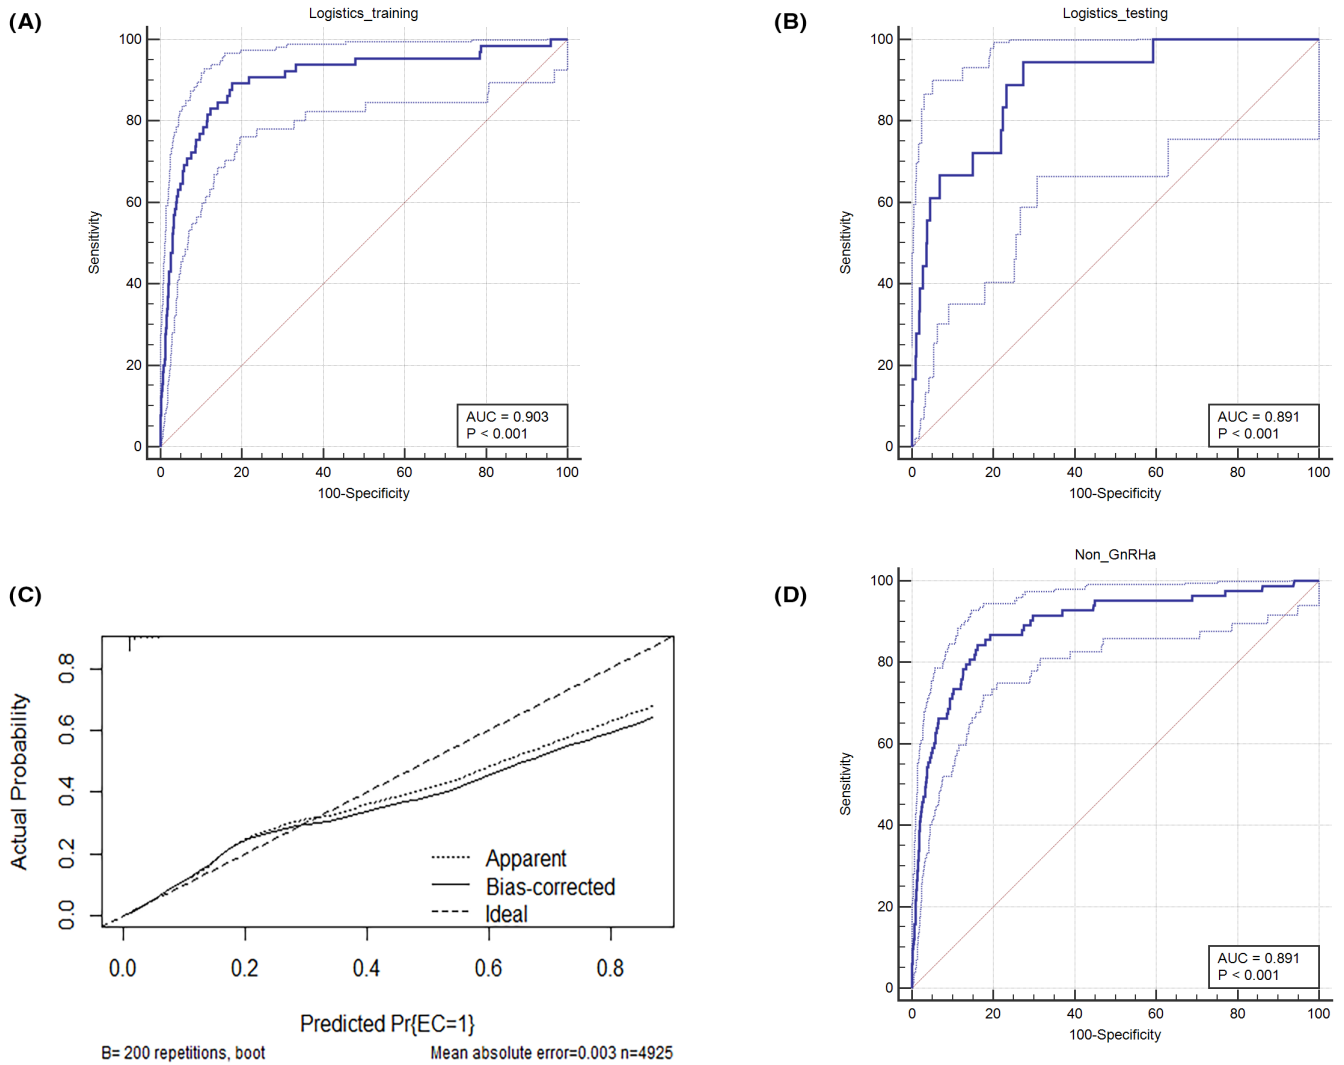 (A)
Logistics_training
100
80
60
40
20
0
Sensitivity
AUC = 0.903
P < 0.001
0 20 40 60 80 100
100-Specificity
(B)
Logistics_testing
100
80
60
40
20
0
Sensitivity
AUC = 0.891
P < 0.001
0 20 40 60 80 100
100-Specificity
(C)
0.8
0.6
0.4
0.2
0.0
Actual Probability
Apparent
Bias-corrected
Ideal
0.0 0.2 0.4 0.6 0.8
Predicted Pr{EC=1}
B= 200 repetitions, boot
Mean absolute error=0.003 n=4925
(D)
Non_GnRHa
100
80
60
40
20
0
Sensitivity
AUC = 0.891
P < 0.001
0 20 40 60 80 100
100-Specificity